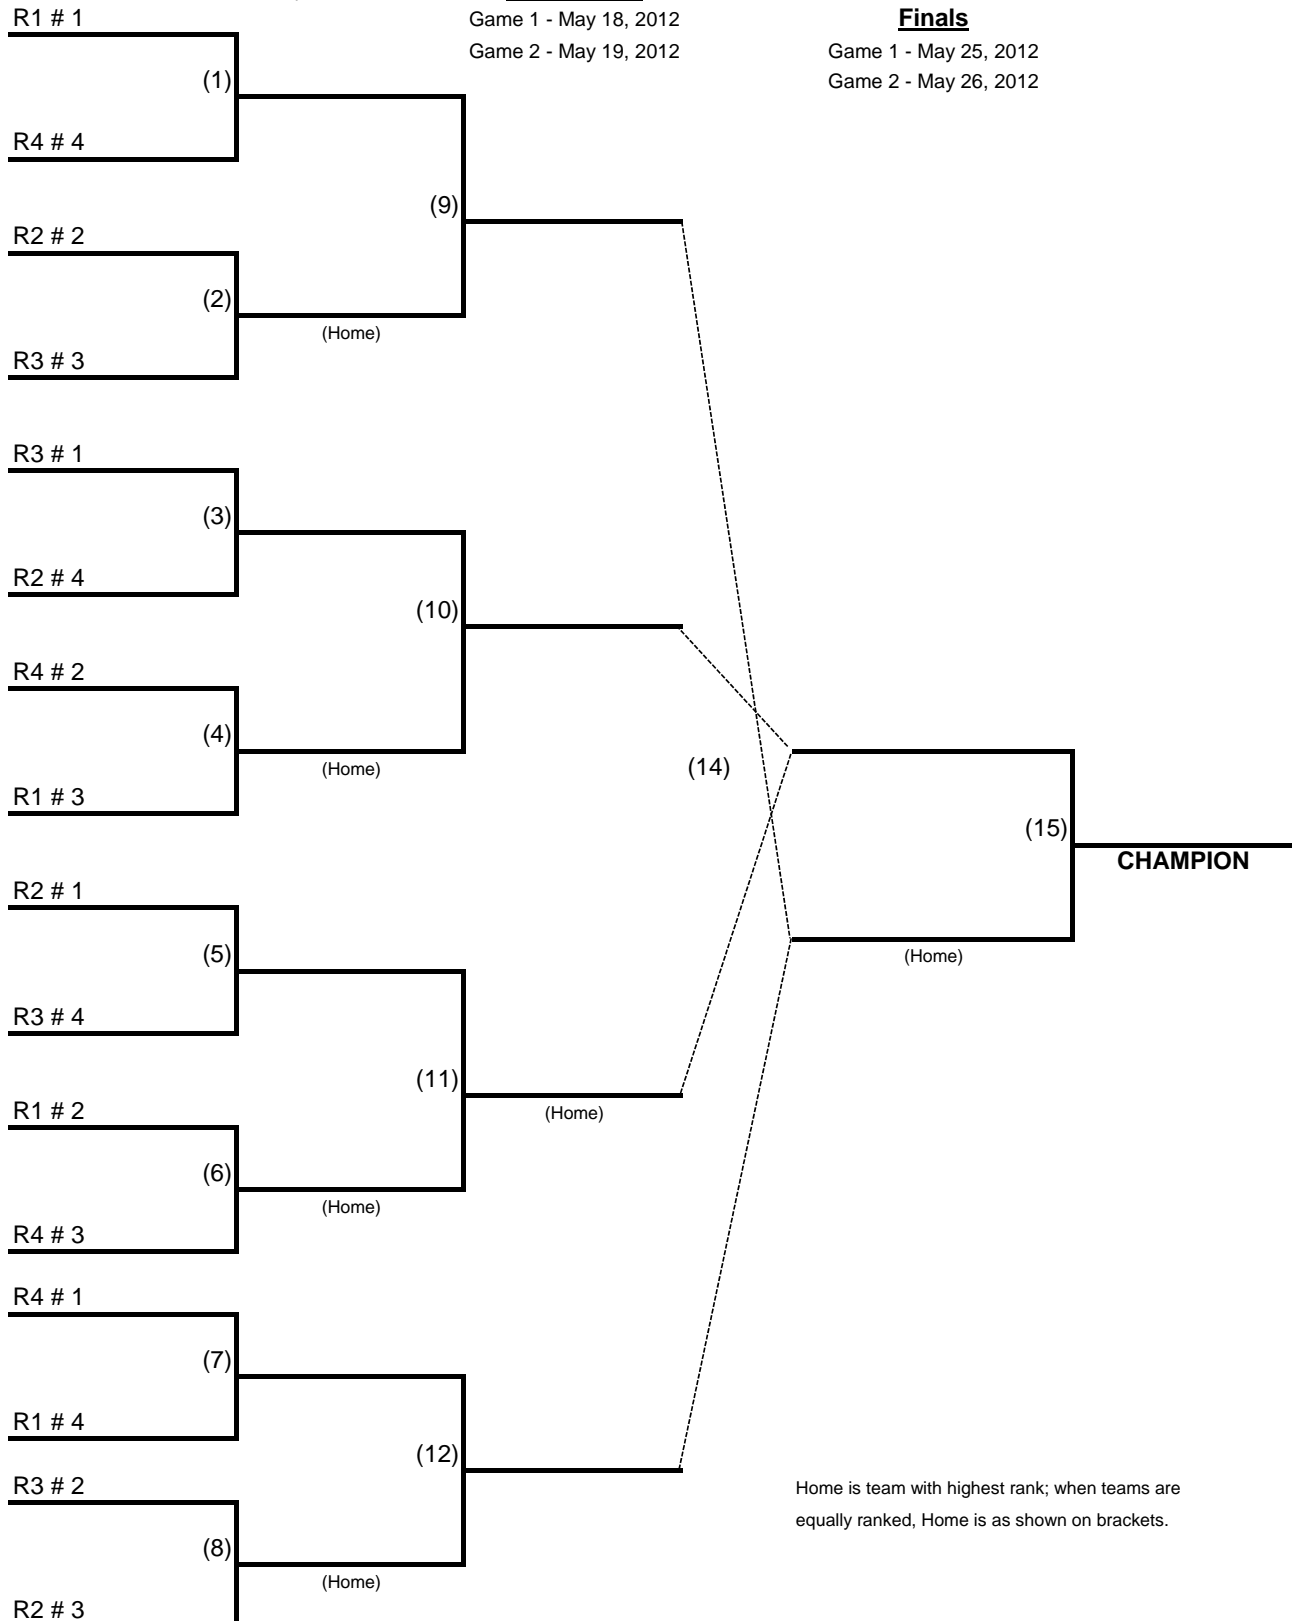 R1 # 1
Game 1 - May 18, 2012
Finals
Game 2 - May 19, 2012
Game 1 - May 25, 2012
(1)
Game 2 - May 26, 2012
R4 # 4
(9)
R2 # 2
(2)
(Home)
R3 # 3
R3 # 1
(3)
R2 # 4
(10)
R4 # 2
(4)
(Home)
(14)
R1 # 3
(15)
CHAMPION
R2 # 1
(5)
(Home)
R3 # 4
(11)
R1 # 2
(Home)
(6)
(Home)
R4 # 3
R4 # 1
(7)
R1 # 4
(12)
R3 # 2
Home is team with highest rank; when teams are
equally ranked, Home is as shown on brackets.
(8)
(Home)
R2 # 3